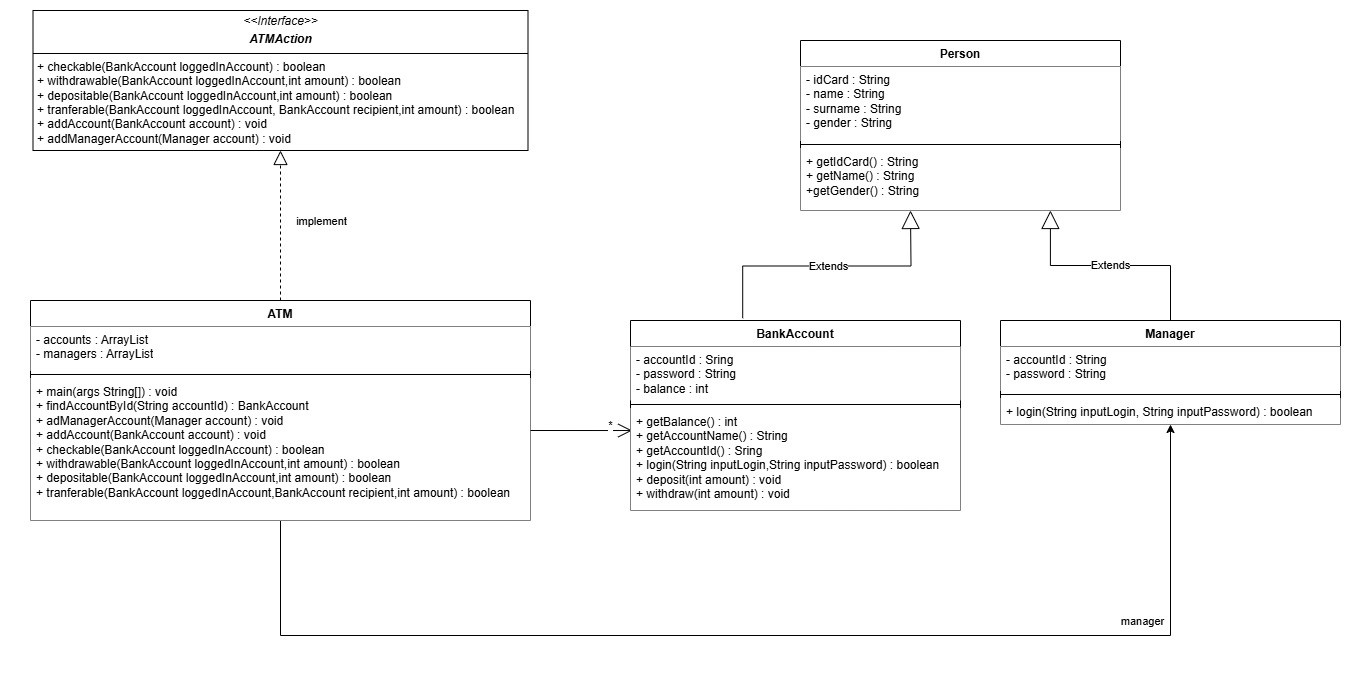 <<Interface>>
ATMAction
+ checkable(BankAccount loggedInAccount) : boolean
+ withdrawable(BankAccount loggedInAccount,int amount) : boolean
+ depositable(BankAccount loggedInAccount,int amount) : boolean
+ tranferable(BankAccount loggedInAccount, BankAccount recipient,int amount) : boolean
+ addAccount(BankAccount account) : void
+ addManagerAccount(Manager account) : void
Person
- idCard : String
- name : String
- surname : String
- gender : String
+ getIdCard() : String
+ getName() : String
+getGender() : String
implement
Extends
Extends
ATM
- accounts : ArrayList
- managers : ArrayList
+ main(args String[]) : void
+ findAccountById(String accountId) : BankAccount
+ adManagerAccount(Manager account) : void
+ addAccount(BankAccount account) : void
+ checkable(BankAccount loggedInAccount) : boolean
+ withdrawable(BankAccount loggedInAccount,int amount) : boolean
+ depositable(BankAccount loggedInAccount,int amount) : boolean
+ tranferable(BankAccount loggedInAccount,BankAccount recipient,int amount) : boolean
*
BankAccount
- accountId : Sring
- password : String
- balance : int
+ getBalance() : int
+ getAccountName() : String
+ getAccountId() : Sring
+ login(String inputLogin,String inputPassword) : boolean
+ deposit(int amount) : void
+ withdraw(int amount) : void
Manager
- accountId : String
- password : String
+ login(String inputLogin, String inputPassword) : boolean
manager